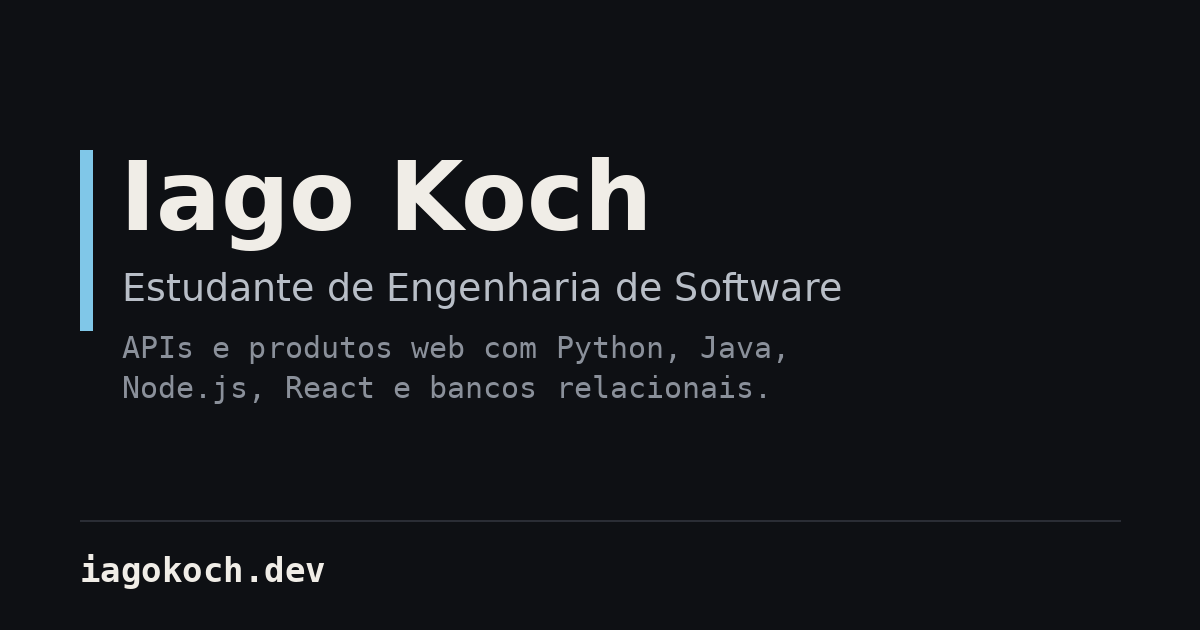 Iago Koch
Estudante de Engenharia de Software
APIs e produtos web com Python, Java,
Node.js, React e bancos relacionais.
iagokoch.dev